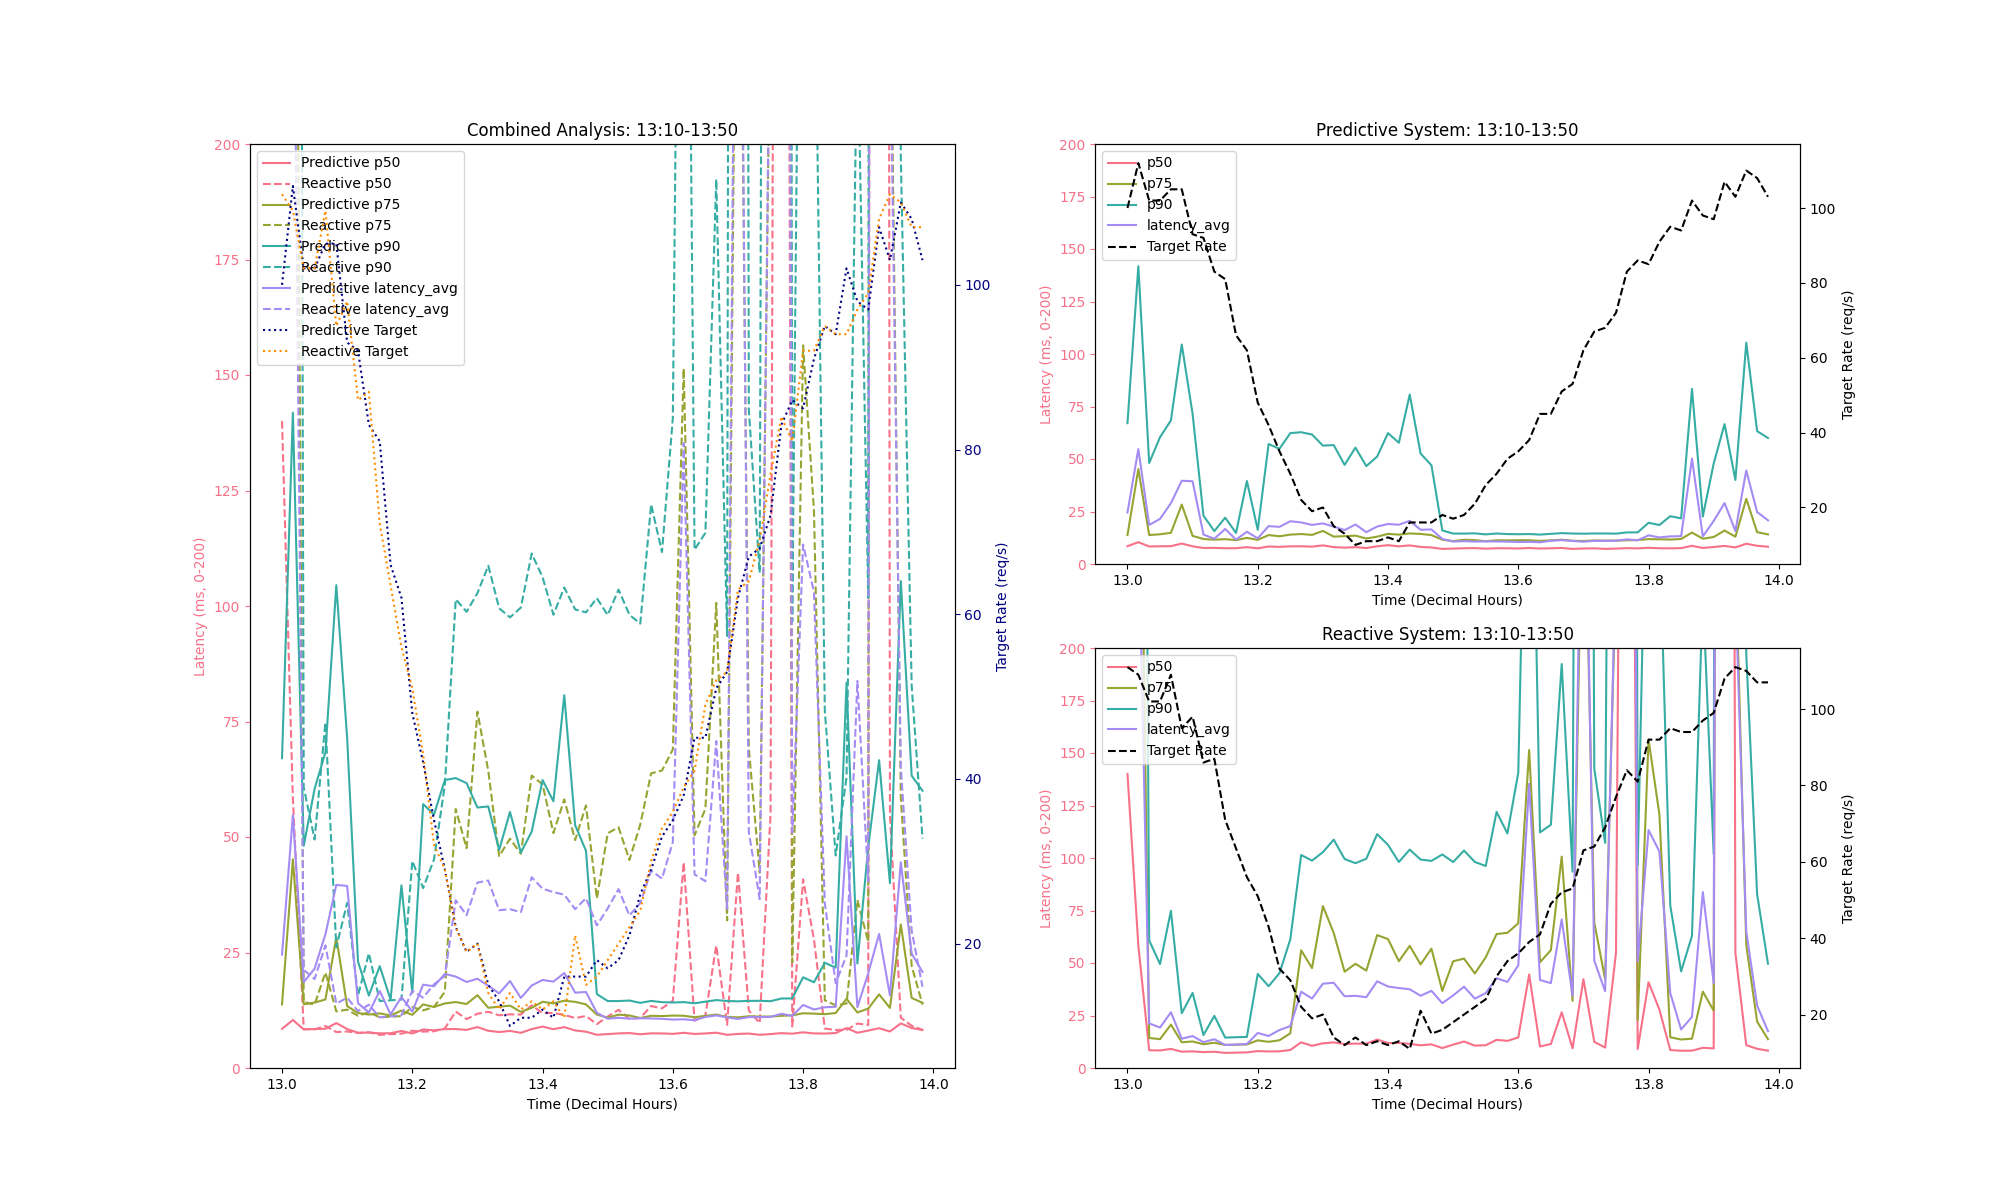 Combined Analysis: 13:10-13:50
200
175
150
125
100
75
50
25
0
Latency (ms, 0-200)
Predictive p50
Reactive p50
Predictive p75
Reactive p75
Predictive p90
Reactive p90
Predictive latency_avg
Reactive latency_avg
Predictive Target
Reactive Target
100
80
60
40
20
Target Rate (req/s)
13.0 13.2 13.4 13.6 13.8 14.0
Time (Decimal Hours)
Predictive System: 13:10-13:50
200
175
150
125
100
75
50
25
0
Latency (ms, 0-200)
p50
p75
p90
latency_avg
Target Rate
100
80
60
40
20
Target Rate (req/s)
13.0 13.2 13.4 13.6 13.8 14.0
Time (Decimal Hours)
Reactive System: 13:10-13:50
200
175
150
125
100
75
50
25
0
Latency (ms, 0-200)
p50
p75
p90
latency_avg
Target Rate
100
80
60
40
20
Target Rate (req/s)
13.0 13.2 13.4 13.6 13.8 14.0
Time (Decimal Hours)